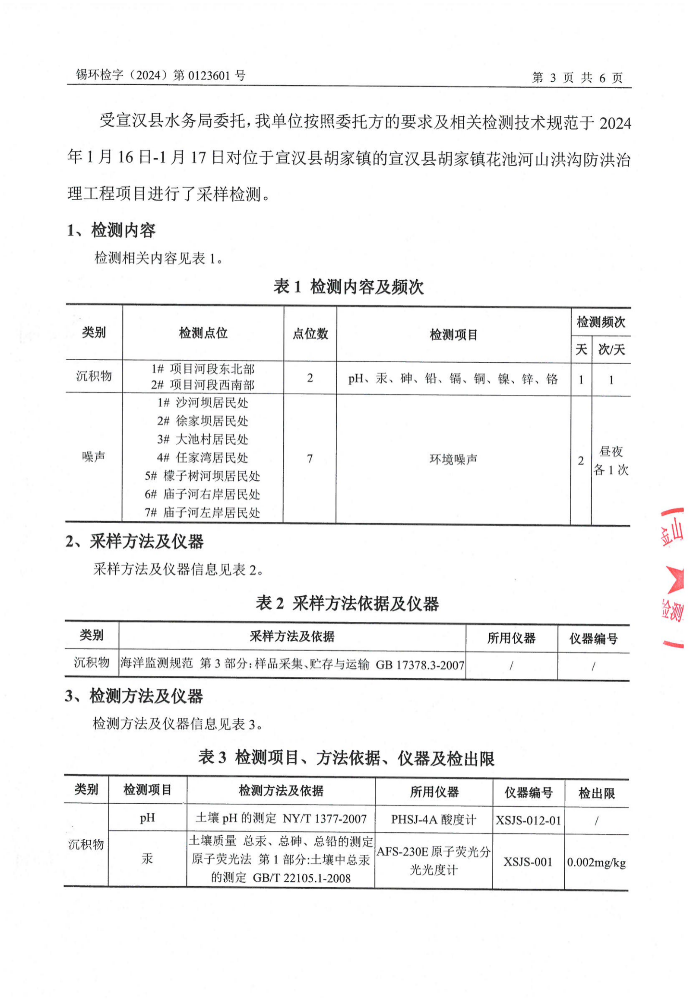 锡环检字（2024）第 0123601 号
第 3 页 共 6 页
受宣汉县水务局委托，我单位按照委托方的要求及相关检测技术规范于 2024
年 1 月 16 日-1 月 17 日对位于宣汉县胡家镇的宣汉县胡家镇花池河山洪沟防洪治
理工程项目进行了采样检测。
1、检测内容
检测相关内容见表 1。
表 1 检测内容及频次
类别 检测点位 点位数 检测项目 检测频次
天 次/天
沉积物 1# 项目河段东北部 2 pH、汞、砷、铅、镉、铜、镍、锌、铬 1 1
2# 项目河段西南部
噪声 1# 沙河坝居民处 7 环境噪声 2 昼夜
各 1 次
2# 徐家坝居民处
3# 大池村居民处
4# 任家湾居民处
5# 檬子树河坝居民处
6# 庙子河右岸居民处
7# 庙子河左岸居民处
2、采样方法及仪器
采样方法及仪器信息见表 2。
表 2 采样方法依据及仪器
类别 采样方法及依据 所用仪器 仪器编号
沉积物 海洋监测规范 第 3 部分：样品采集、贮存与运输 GB 17378.3-2007 / /
3、检测方法及仪器
检测方法及仪器信息见表 3。
表 3 检测项目、方法依据、仪器及检出限
类别 检测项目 检测方法及依据 所用仪器 仪器编号 检出限
沉积物 pH 土壤 pH 的测定 NY/T 1377-2007 PHSJ-4A 酸度计 XSJS-012-01 /
汞 土壤质量 总汞、总砷、总铅的测定
原子荧光法 第 1 部分:土壤中总汞
的测定 GB/T 22105.1-2008
AFS-230E 原子荧光分
光光度计
XSJS-001 0.002mg/kg
检测